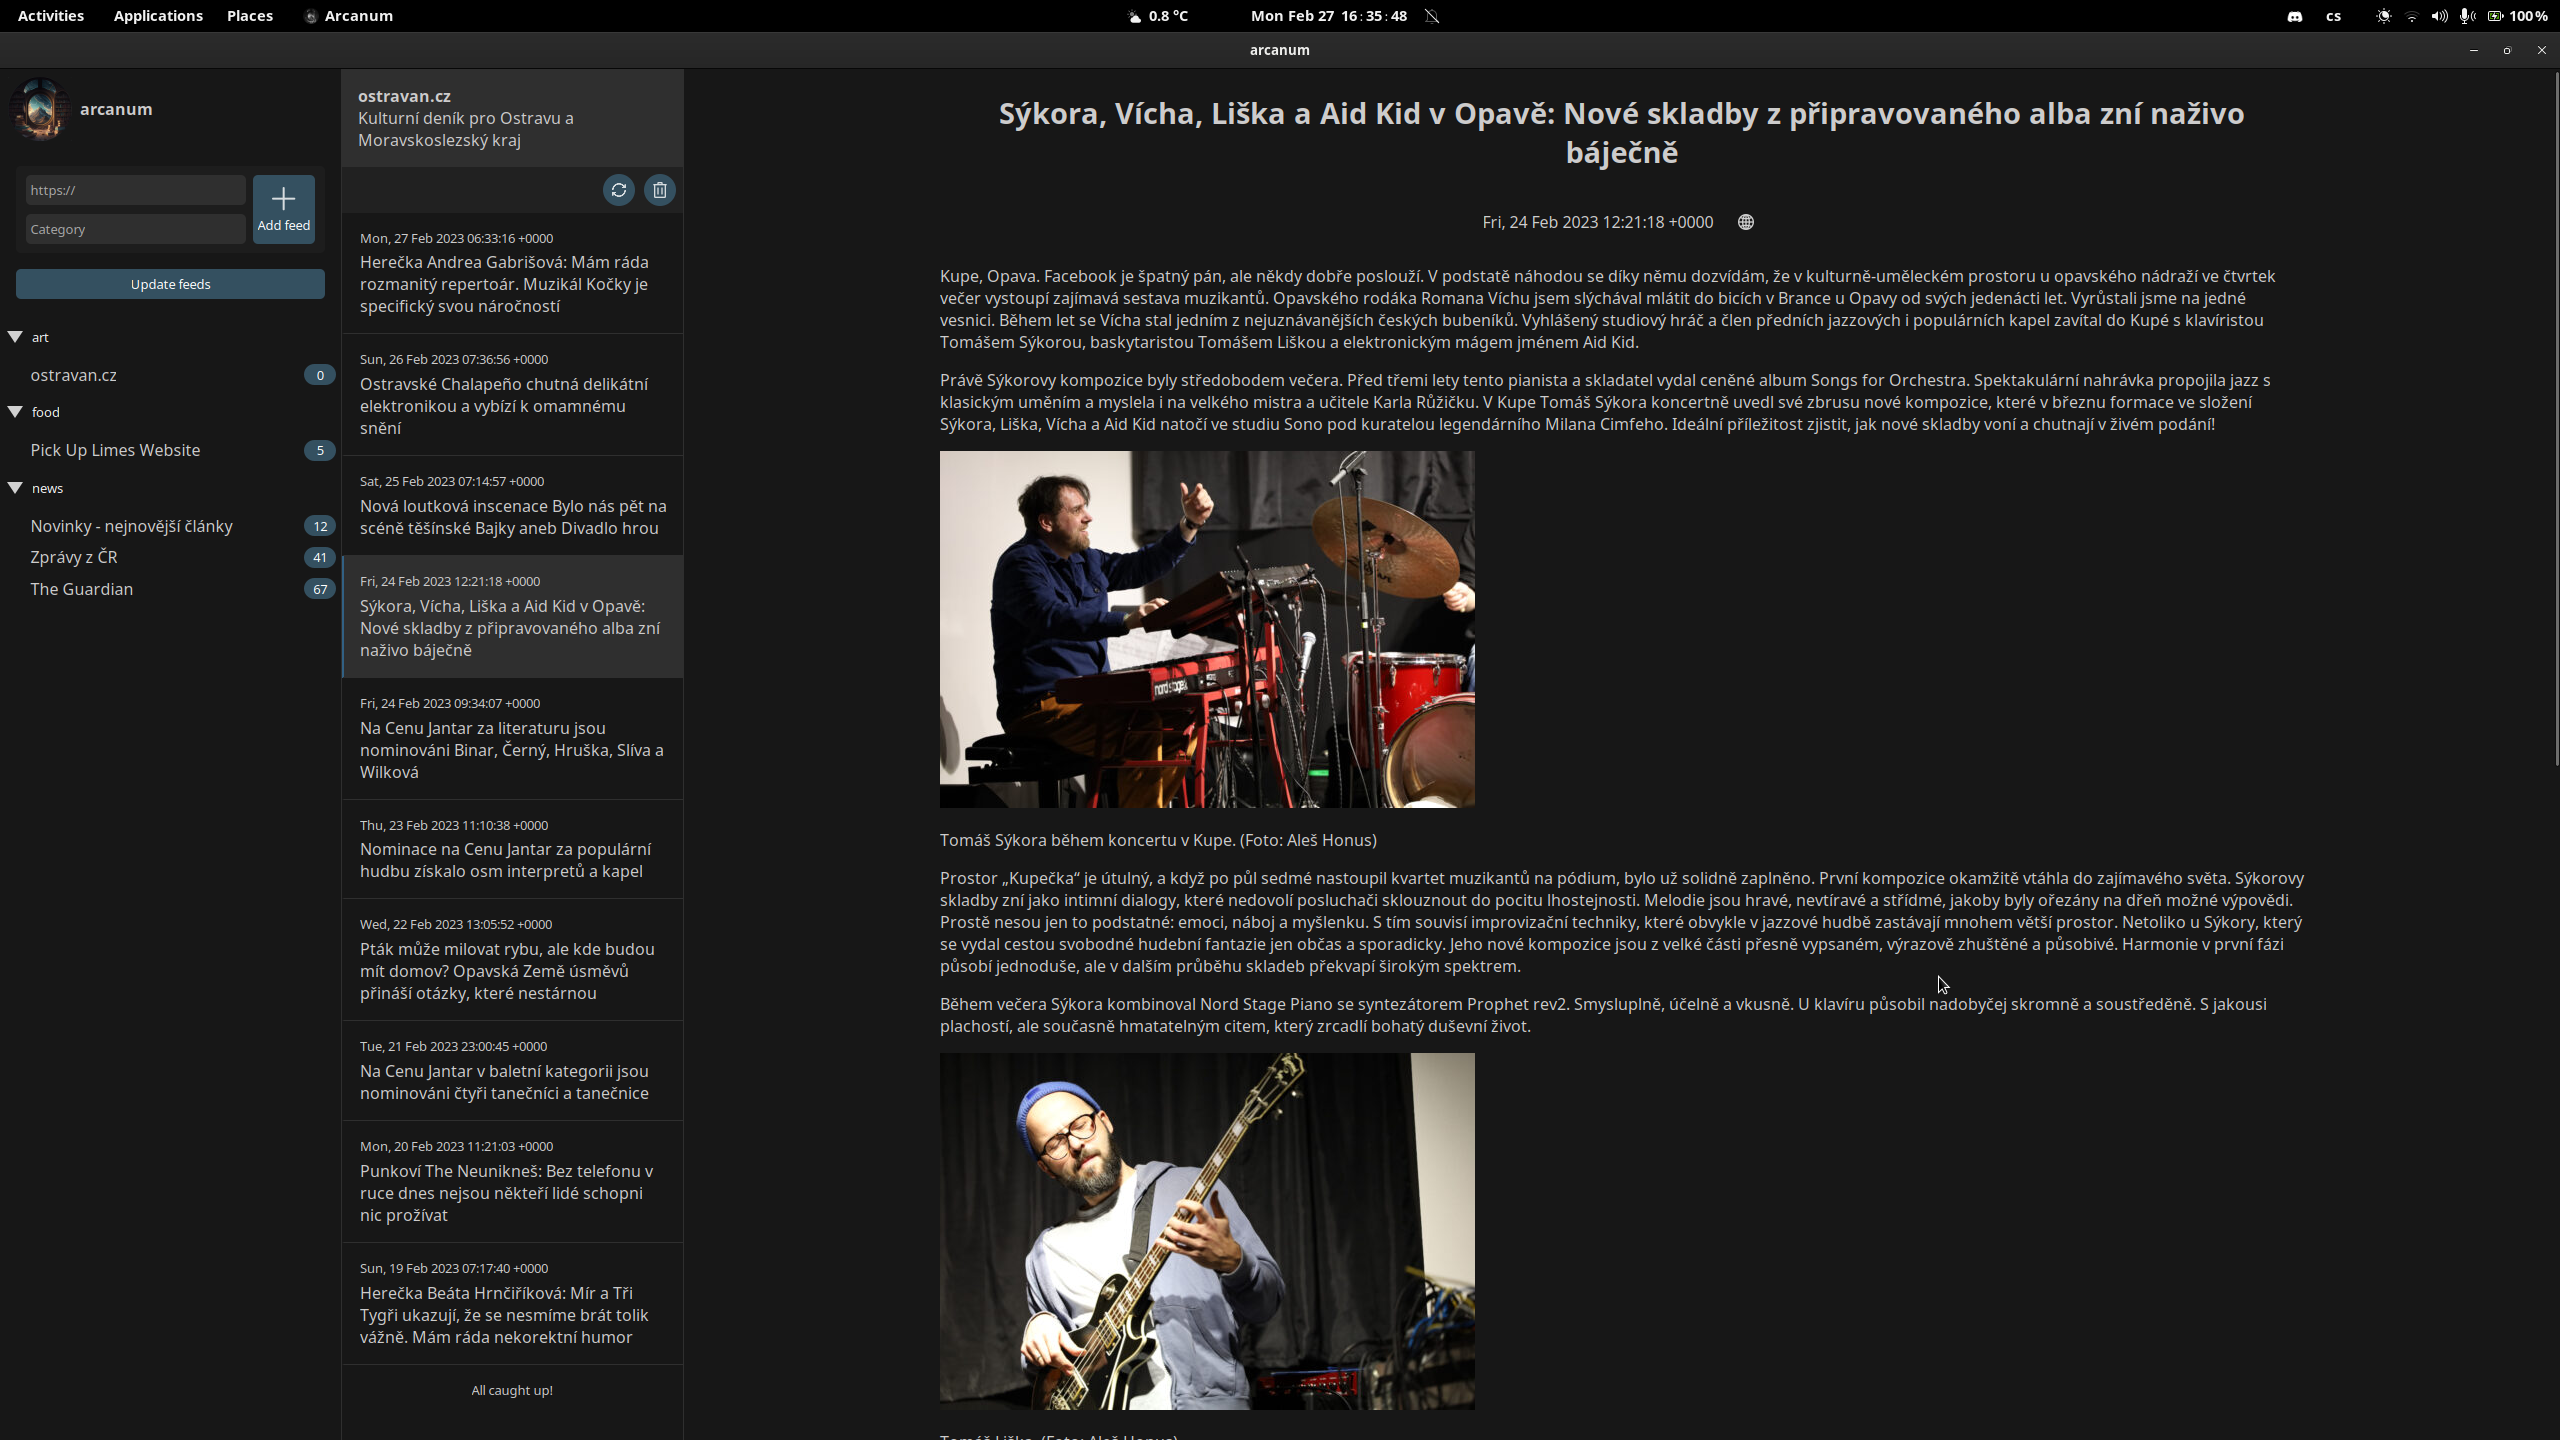 Activities
Applications
Places
Arcanum
0.8 °C
Mon Feb 27 16:35:48
cs
100 %
arcanum
arcanum
https://
Category
Add feed
Update feeds
art
ostravan.cz
0
food
Pick Up Limes Website
5
news
Novinky - nejnovější články
12
Zprávy z ČR
41
The Guardian
67
ostravan.cz
Kulturní deník pro Ostravu a
Moravskoslezský kraj
Mon, 27 Feb 2023 06:33:16 +0000
Herečka Andrea Gabrišová: Mám ráda
rozmanitý repertoár. Muzikál Kočky je
specifický svou náročností
Sun, 26 Feb 2023 07:36:56 +0000
Ostravské Chalapeño chutná delikátní
elektronikou a vybízí k omamnému
snění
Sat, 25 Feb 2023 07:14:57 +0000
Nová loutková inscenace Bylo nás pět na
scéně těšínské Bajky aneb Divadlo hrou
Fri, 24 Feb 2023 12:21:18 +0000
Sýkora, Vícha, Liška a Aid Kid v Opavě:
Nové skladby z připravovaného alba zní
naživo báječně
Fri, 24 Feb 2023 09:34:07 +0000
Na Cenu Jantar za literaturu jsou
nominováni Binar, Černý, Hruška, Slíva a
Wilková
Thu, 23 Feb 2023 11:10:38 +0000
Nominace na Cenu Jantar za populární
hudbu získalo osm interpretů a kapel
Wed, 22 Feb 2023 13:05:52 +0000
Pták může milovat rybu, ale kde budou
mít domov? Opavská Země úsměvů
přináší otázky, které nestárnou
Tue, 21 Feb 2023 23:00:45 +0000
Na Cenu Jantar v baletní kategorii jsou
nominováni čtyři tanečníci a tanečnice
Mon, 20 Feb 2023 11:21:03 +0000
Punkoví The Neunikneš: Bez telefonu v
ruce dnes nejsou někteří lidé schopni
nic prožívat
Sun, 19 Feb 2023 07:17:40 +0000
Herečka Beáta Hrnčiříková: Mír a Tři
Tygři ukazují, že se nesmíme brát tolik
vážně. Mám ráda nekorektní humor
All caught up!
Sýkora, Vícha, Liška a Aid Kid v Opavě: Nové skladby z připravovaného alba zní naživo
báječně
Fri, 24 Feb 2023 12:21:18 +0000
Kupe, Opava. Facebook je špatný pán, ale někdy dobře poslouží. V podstatě náhodou se díky němu dozvídám, že v kulturně-uměleckém prostoru u opavského nádraží ve čtvrtek
večer vystoupí zajímavá sestava muzikantů. Opavského rodáka Romana Víchu jsem slýchával mlátit do bicích v Brance u Opavy od svých jedenácti let. Vyrůstali jsme na jedné
vesnici. Během let se Vícha stal jedním z nejuznávanějších českých bubeníků. Vyhlášený studiový hráč a člen předních jazzových i populárních kapel zavítal do Kupé s klavíristou
Tomášem Sýkorou, baskytaristou Tomášem Liškou a elektronickým mágem jménem Aid Kid.
Právě Sýkorovy kompozice byly středobodem večera. Před třemi lety tento pianista a skladatel vydal ceněné album Songs for Orchestra. Spektakulární nahrávka propojila jazz s
klasickým uměním a myslela i na velkého mistra a učitele Karla Růžičku. V Kupe Tomáš Sýkora koncertně uvedl své zbrusu nové kompozice, které v březnu formace ve složení
Sýkora, Liška, Vícha a Aid Kid natočí ve studiu Sono pod kuratelou legendárního Milana Cimfeho. Ideální příležitost zjistit, jak nové skladby voní a chutnají v živém podání!
nord stage
Tomáš Sýkora během koncertu v Kupe. (Foto: Aleš Honus)
Prostor „Kupečka“ je útulný, a když po půl sedmé nastoupil kvartet muzikantů na pódium, bylo už solidně zaplněno. První kompozice okamžitě vtáhla do zajímavého světa. Sýkorovy
skladby zní jako intimní dialogy, které nedovolí posluchači sklouznout do pocitu lhostejnosti. Melodie jsou hravé, nevtíravé a střídmé, jakoby byly ořezány na dřeň možné výpovědi.
Prostě nesou jen to podstatné: emoci, náboj a myšlenku. S tím souvisí improvizační techniky, které obvykle v jazzové hudbě zastávají mnohem větší prostor. Netoliko u Sýkory, který
se vydal cestou svobodné hudební fantazie jen občas a sporadicky. Jeho nové kompozice jsou z velké části přesně vypsaném, výrazově zhuštěné a působivé. Harmonie v první fázi
působí jednoduše, ale v dalším průběhu skladeb překvapí širokým spektrem.
Během večera Sýkora kombinoval Nord Stage Piano se syntezátorem Prophet rev2. Smysluplně, účelně a vkusně. U klavíru působil nadobyčej skromně a soustředěně. S jakousi
plachostí, ale současně hmatatelným citem, který zrcadlí bohatý duševní život.
Tomáš Liška. (Foto: Aleš Honus)